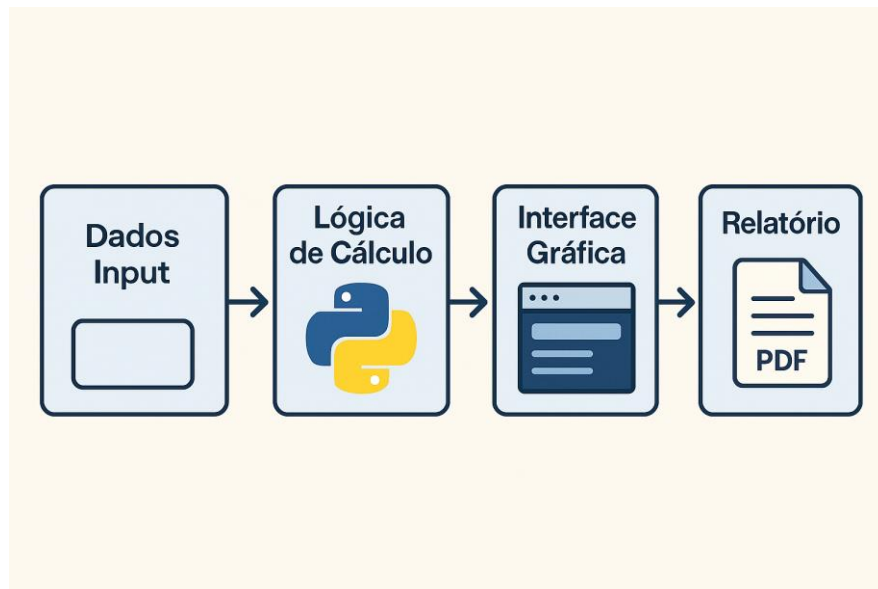 Dados
Input
Lógica
de Cálculo
Interface
Gráfica
Relatório
PDF